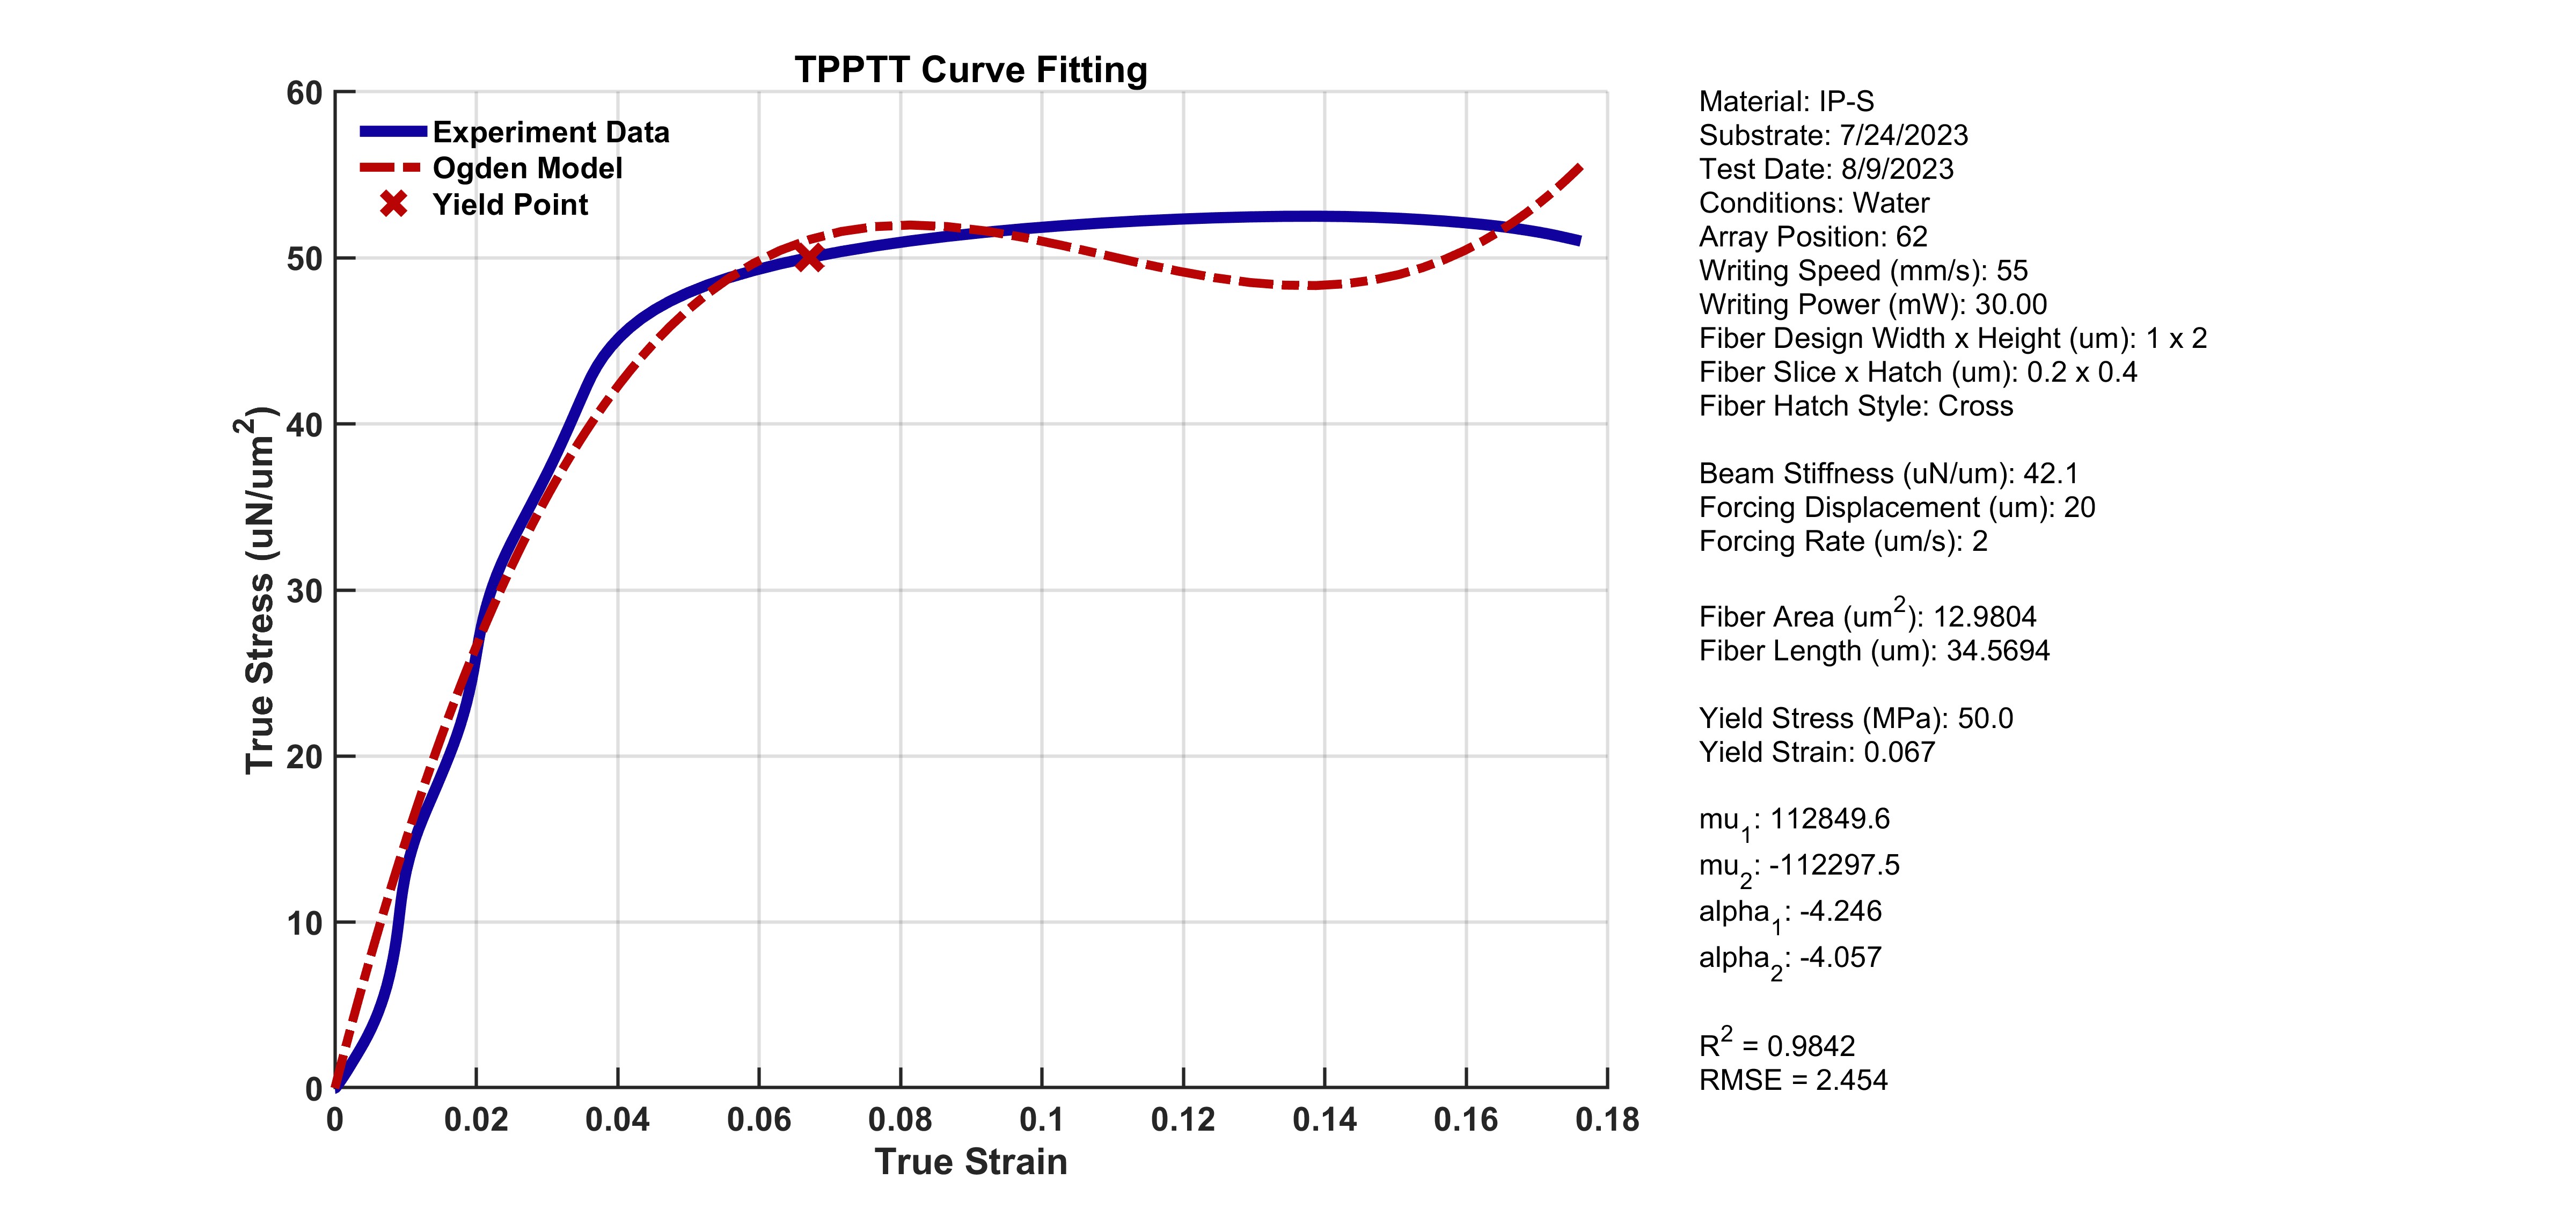 TPPTT Curve Fitting
60
50
40
30
20
10
0
True Stress (uN/um²)
Experiment Data
Ogden Model
Yield Point
0 0.02 0.04 0.06 0.08 0.1 0.12 0.14 0.16 0.18
True Strain
Material: IP-S
Substrate: 7/24/2023
Test Date: 8/9/2023
Conditions: Water
Array Position: 62
Writing Speed (mm/s): 55
Writing Power (mW): 30.00
Fiber Design Width x Height (um): 1 x 2
Fiber Slice x Hatch (um): 0.2 x 0.4
Fiber Hatch Style: Cross
Beam Stiffness (uN/um): 42.1
Forcing Displacement (um): 20
Forcing Rate (um/s): 2
Fiber Area (um²): 12.9804
Fiber Length (um): 34.5694
Yield Stress (MPa): 50.0
Yield Strain: 0.067
mu₁: 112849.6
mu₂: -112297.5
alpha₁: -4.246
alpha₂: -4.057
R² = 0.9842
RMSE = 2.454